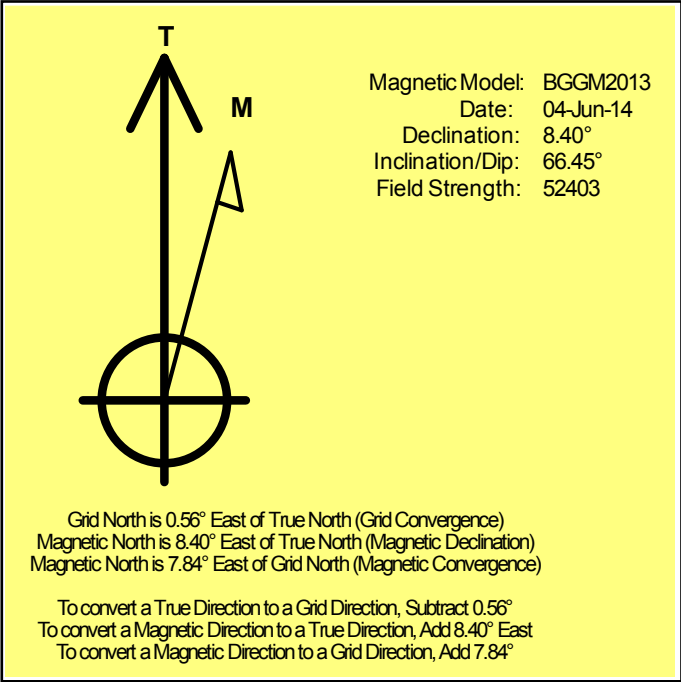 T
M
Magnetic Model: BGGM2013
Date: 04-Jun-14
Declination: 8.40°
Inclination/Dip: 66.45°
Field Strength: 52403
Grid North is 0.56° East of True North (Grid Convergence)
Magnetic North is 8.40° East of True North (Magnetic Declination)
Magnetic North is 7.84° East of Grid North (Magnetic Convergence)
To convert a True Direction to a Grid Direction, Subtract 0.56°
To convert a Magnetic Direction to a True Direction, Add 8.40° East
To convert a Magnetic Direction to a Grid Direction, Add 7.84°